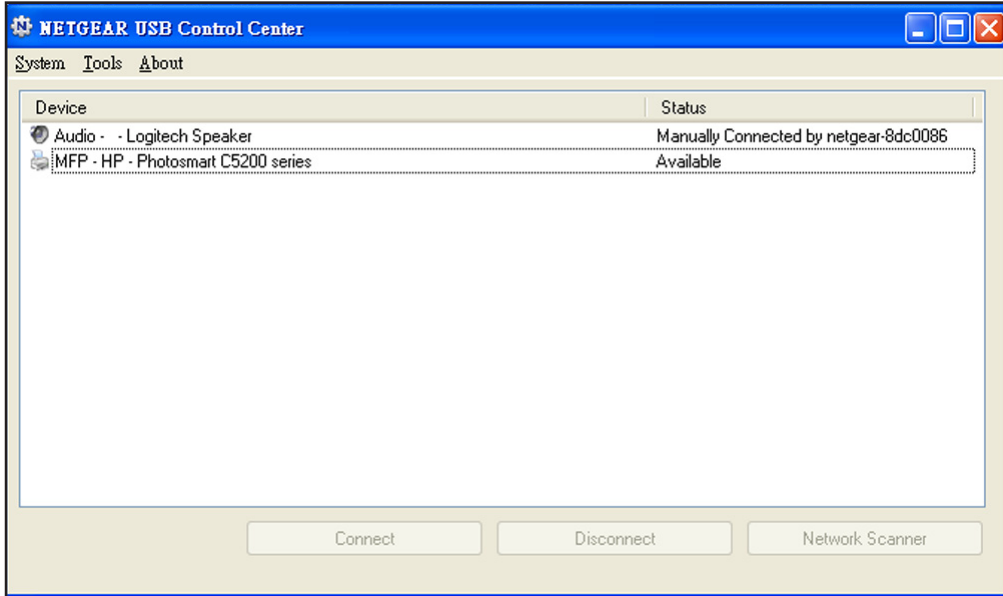 NETGEAR USB Control Center
System Tools About
Device Status
Audio - - Logitech Speaker Manually Connected by netgear-8dc0086
MFP - HP - Photosmart C5200 series Available
Connect Disconnect Network Scanner